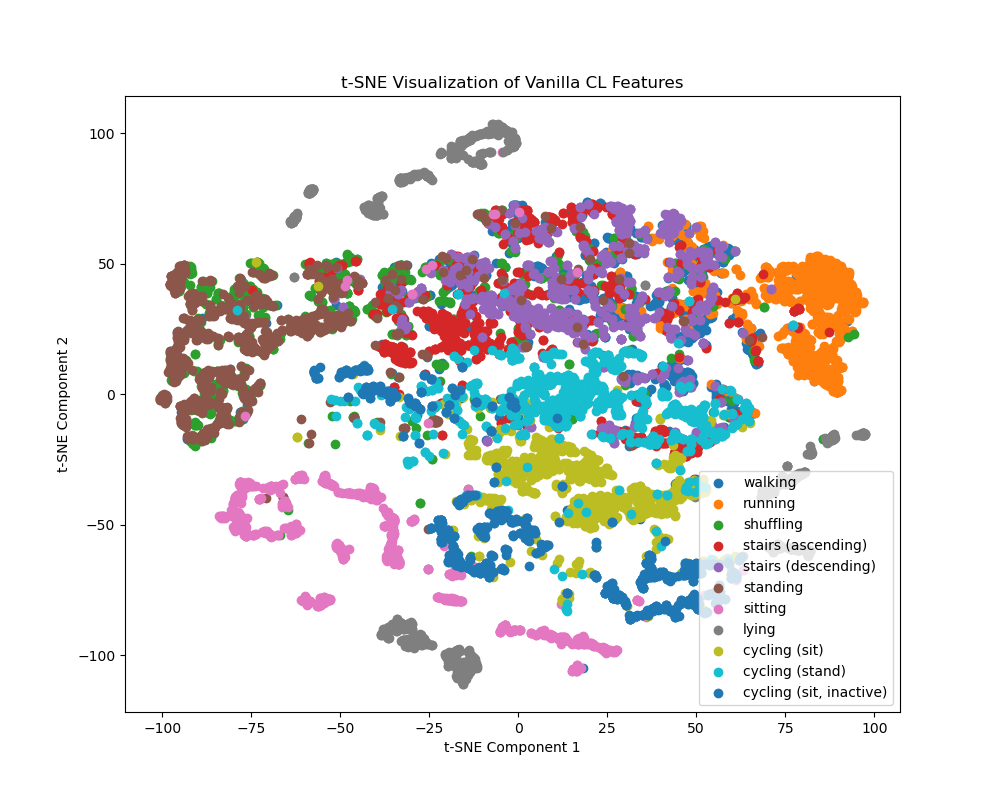 t-SNE Visualization of Vanilla CL Features
100
50
0
−50
−100
t-SNE Component 2
−100 −75 −50 −25 0 25 50 75 100
t-SNE Component 1
walking
running
shuffling
stairs (ascending)
stairs (descending)
standing
sitting
lying
cycling (sit)
cycling (stand)
cycling (sit, inactive)